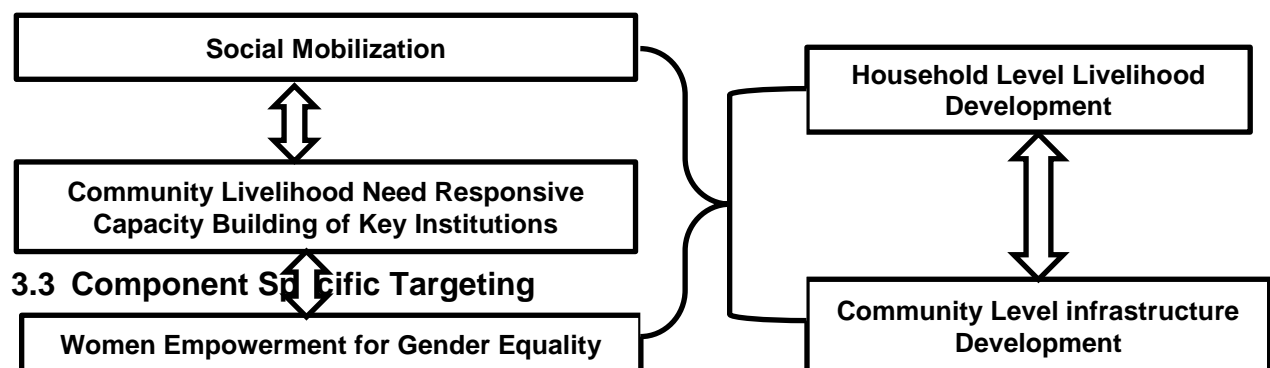 Social Mobilization
Household Level Livelihood
Development
Community Livelihood Need Responsive
Capacity Building of Key Institutions
3.3 Component Sp cific Targeting
Women Empowerment for Gender Equality
Community Level infrastructure
Development